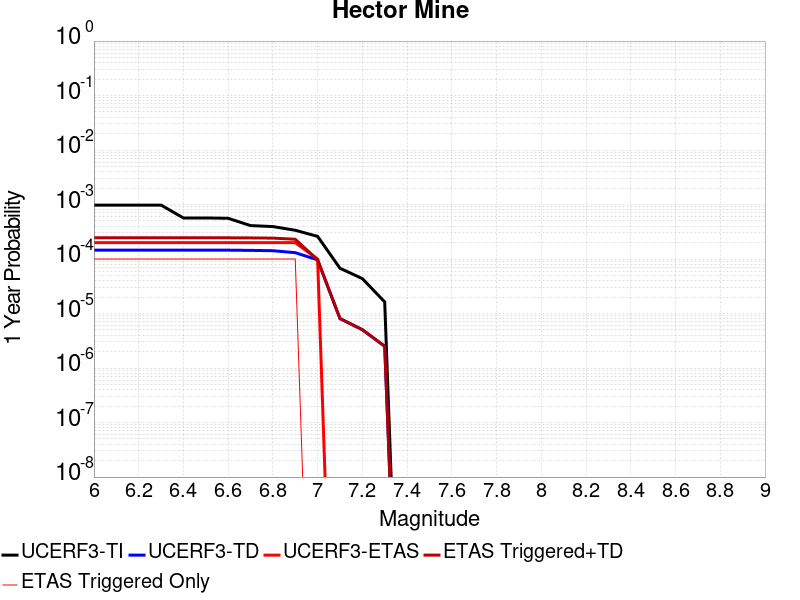 Hector Mine
10^0
10^-1
10^-2
10^-3
10^-4
10^-5
10^-6
10^-7
10^-8
1 Year Probability
6 6.2 6.4 6.6 6.8 7 7.2 7.4 7.6 7.8 8 8.2 8.4 8.6 8.8 9
Magnitude
UCERF3-TI UCERF3-TD UCERF3-ETAS ETAS Triggered+TD
ETAS Triggered Only